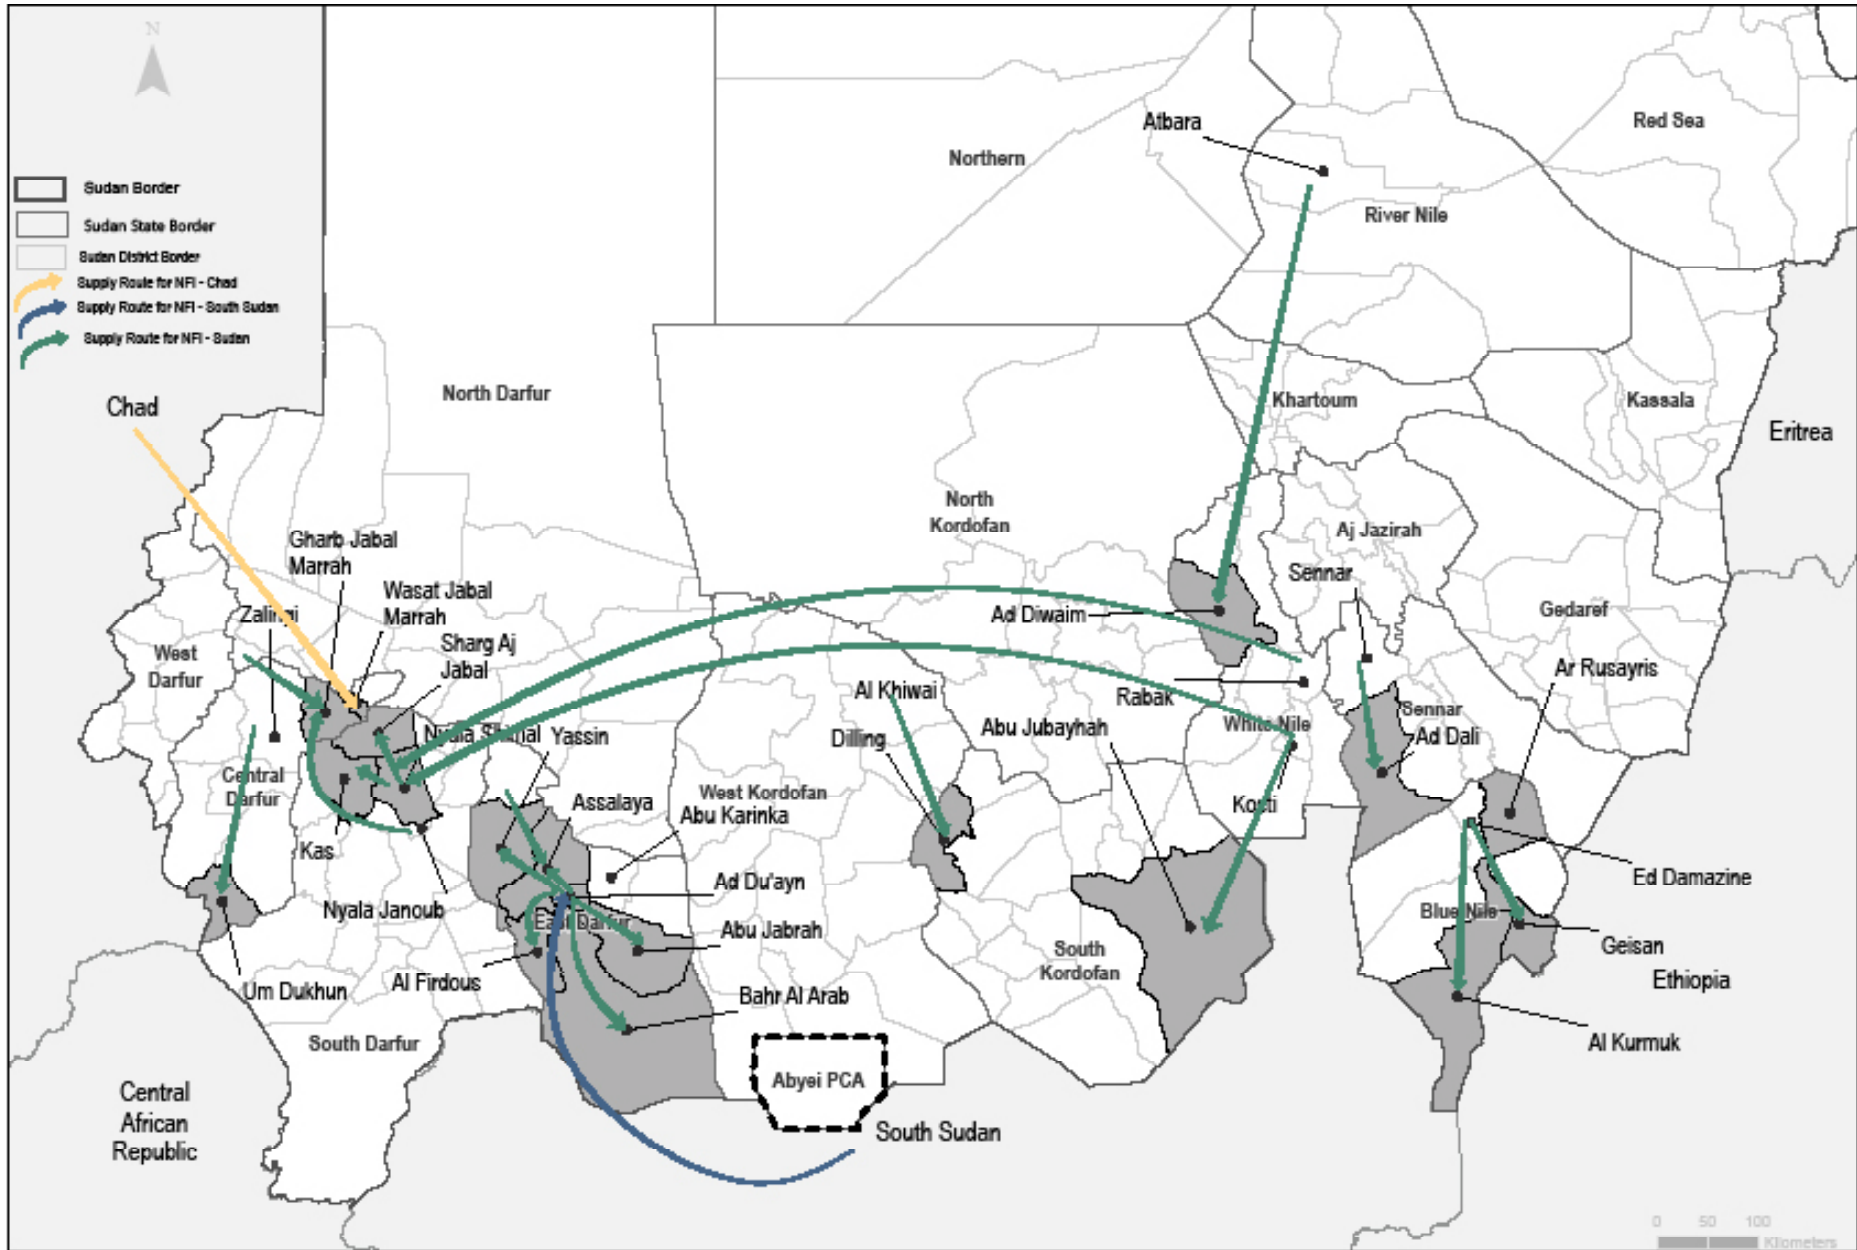 N
Atbara
Red Sea
Northern
River Nile
Sudan Border
Sudan State Border
Sudan District Border
Supply Route for NFI - Chad
Supply Route for NFI - South Sudan
Supply Route for NFI - Sudan
Chad
North Darfur
Khartoum
Kassala
Eritrea
North
Kordofan
Aj Jazirah
Gharb Jabal
Marrah
Wasat Jabal
Marrah
Sennar
Zalingi
Ad Diwaim
Gedaref
Sharg Aj
Jabal
West
Darfur
Ar Rusayris
Al Khiwai
Rabak
Sennar
Nyala Shimal
Yassin
Dilling
Abu Jubayhah
White Nile
Ad Dali
Central
Darfur
West Kordofan
Assalaya
Abu Karinka
Kosti
Kas
Ad Du'ayn
Ed Damazine
Nyala Janoub
East Darfur
Abu Jabrah
Blue Nile
Geisan
South
Kordofan
Um Dukhun
Al Firdous
Bahr Al Arab
Ethiopia
South Darfur
Al Kurmuk
Abyei PCA
Central
African
Republic
South Sudan
0 50 100
Kilometers